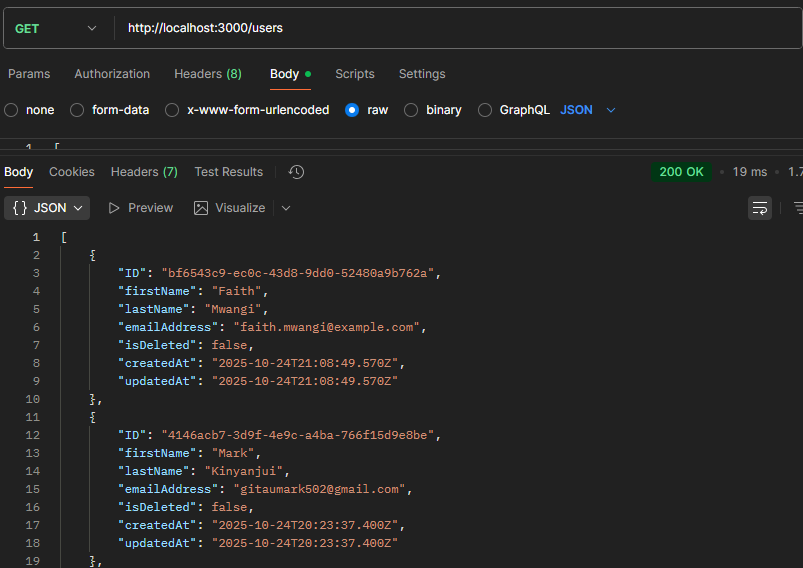 GET http://localhost:3000/users
Params Authorization Headers (8) Body Scripts Settings
none form-data x-www-form-urlencoded raw binary GraphQL JSON
1 [
Body Cookies Headers (7) Test Results 200 OK • 19 ms • 1.7
{} JSON Preview Visualize
1 [
2 {
3 "ID": "bf6543c9-ec0c-43d8-9dd0-52480a9b762a",
4 "firstName": "Faith",
5 "lastName": "Mwangi",
6 "emailAddress": "faith.mwangi@example.com",
7 "isDeleted": false,
8 "createdAt": "2025-10-24T21:08:49.570Z",
9 "updatedAt": "2025-10-24T21:08:49.570Z"
10 },
11 {
12 "ID": "4146acb7-3d9f-4e9c-a4ba-766f15d9e8be",
13 "firstName": "Mark",
14 "lastName": "Kinyanjui",
15 "emailAddress": "gitaumark502@gmail.com",
16 "isDeleted": false,
17 "createdAt": "2025-10-24T20:23:37.400Z",
18 "updatedAt": "2025-10-24T20:23:37.400Z"
19 },